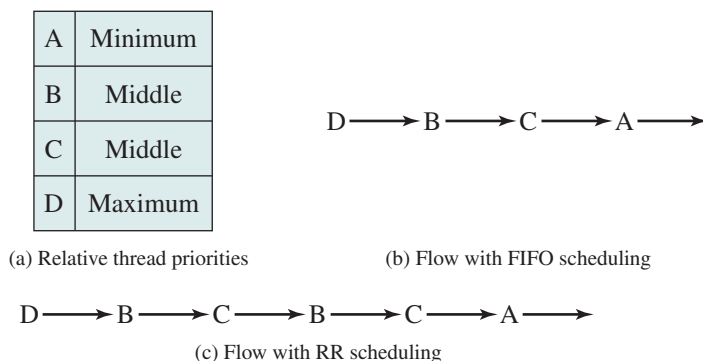 A Minimum
B Middle
C Middle
D Maximum
(a) Relative thread priorities
D B C A
(b) Flow with FIFO scheduling
D B C B C A
(c) Flow with RR scheduling